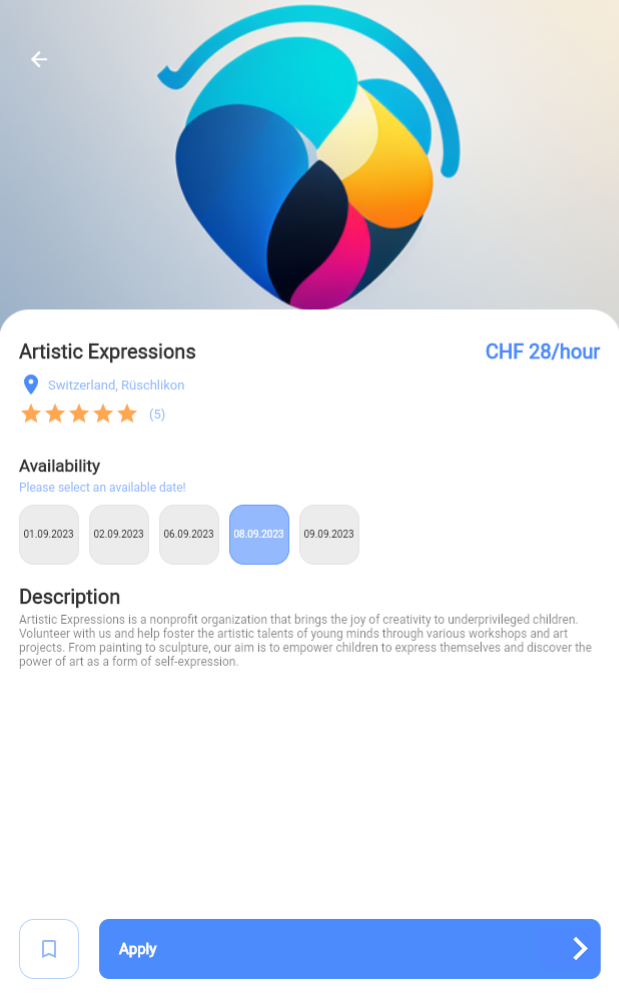 Artistic Expressions
CHF 28/hour
Switzerland, Rüschlikon
(5)
Availability
Please select an available date!
01.09.2023
02.09.2023
06.09.2023
08.09.2023
09.09.2023
Description
Artistic Expressions is a nonprofit organization that brings the joy of creativity to underprivileged children.
Volunteer with us and help foster the artistic talents of young minds through various workshops and art
projects. From painting to sculpture, our aim is to empower children to express themselves and discover the
power of art as a form of self-expression.
Apply